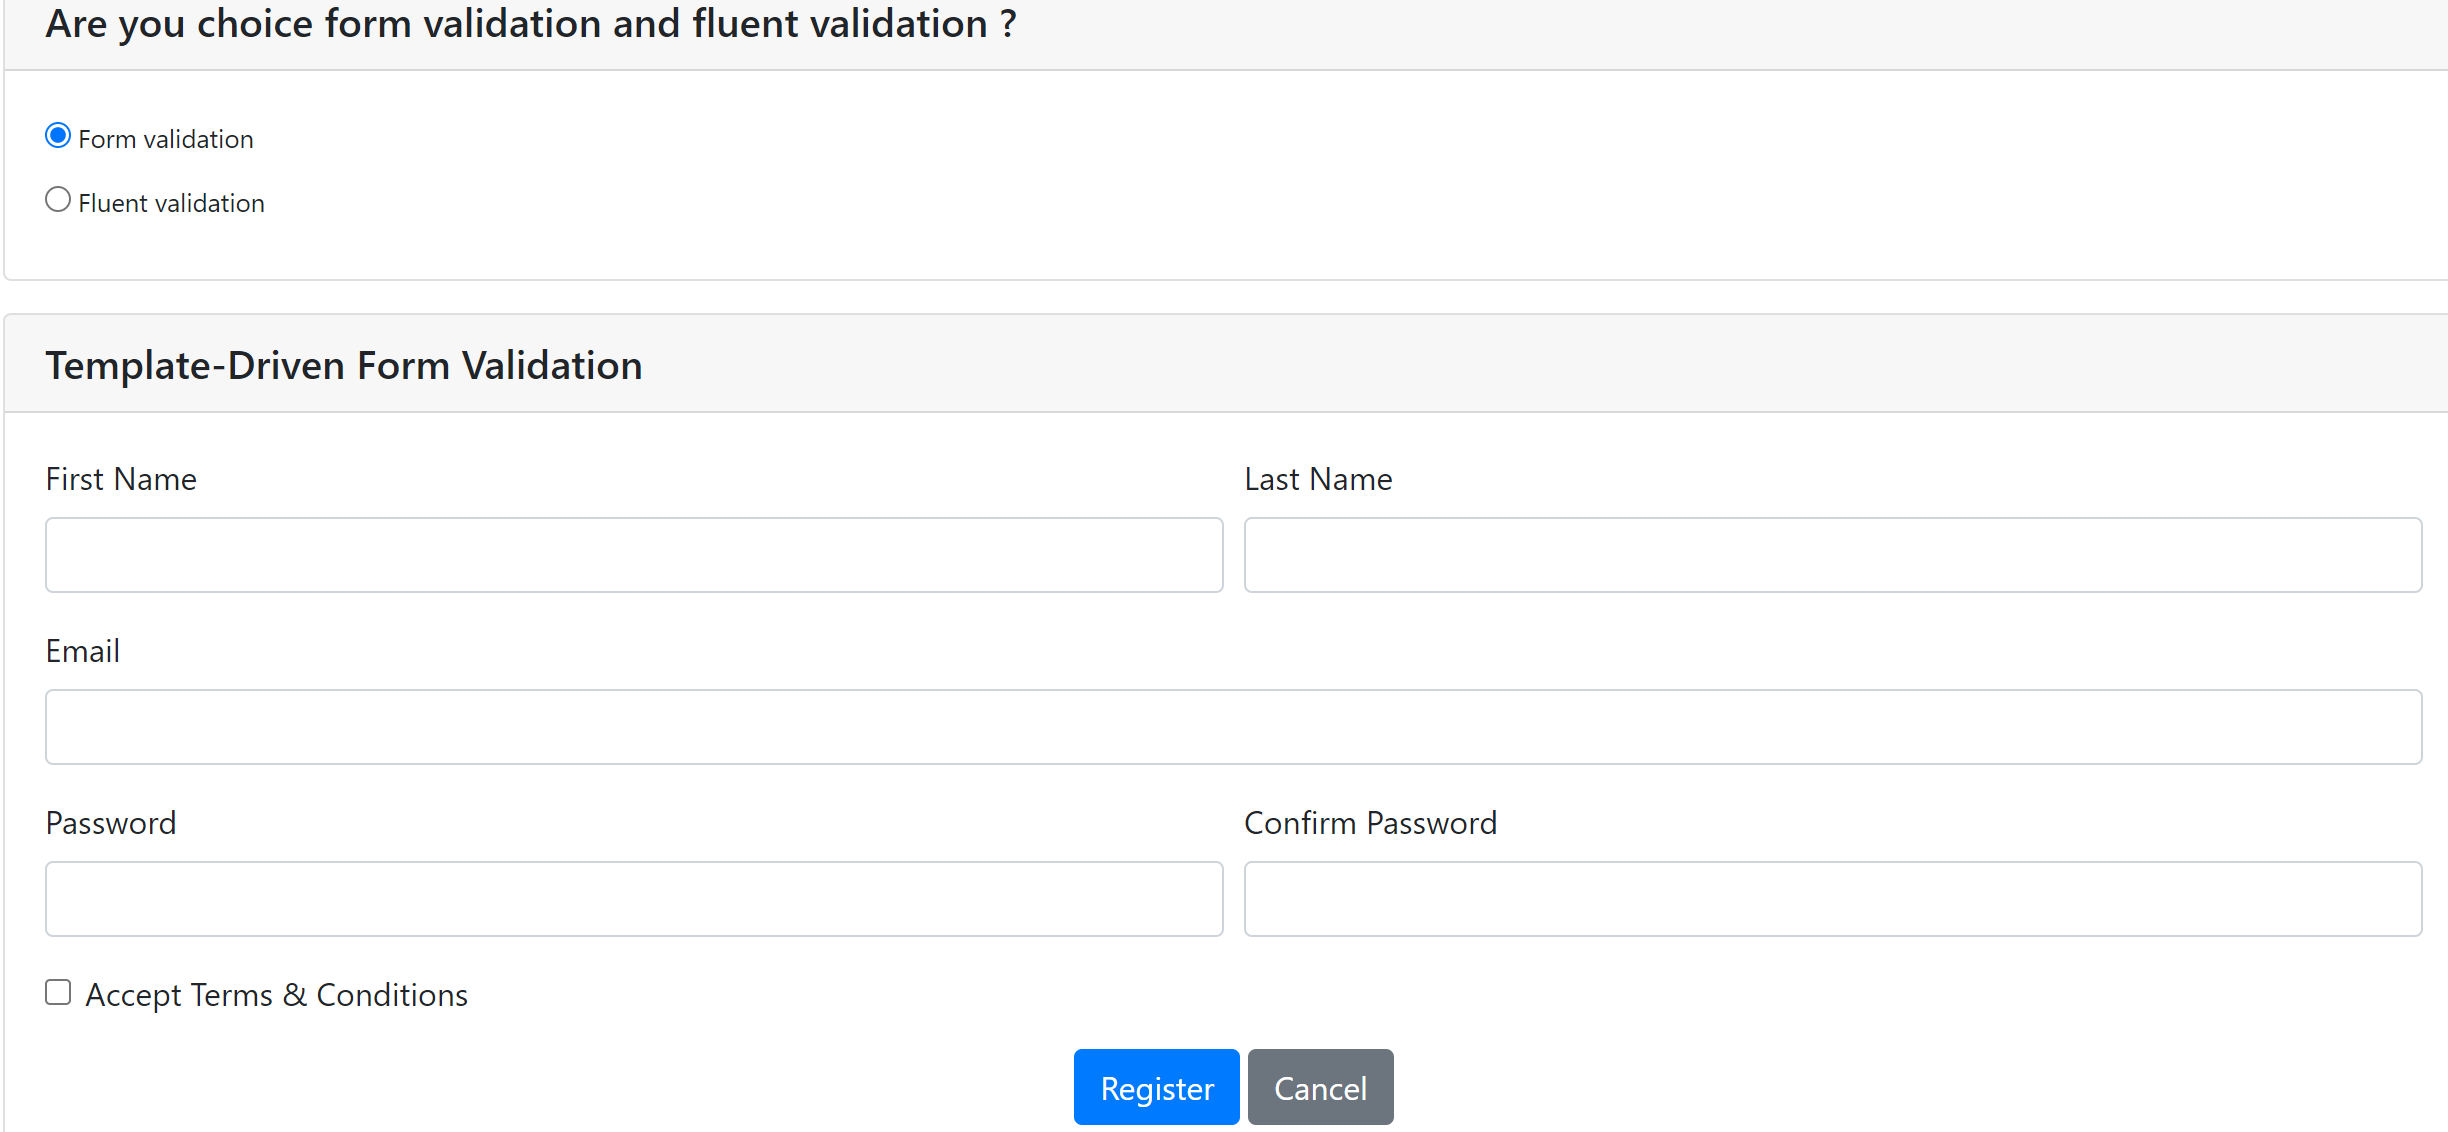 Are you choice form validation and fluent validation ?
Form validation
Fluent validation
Template-Driven Form Validation
First Name
Last Name
Email
Password
Confirm Password
Accept Terms & Conditions
Register
Cancel